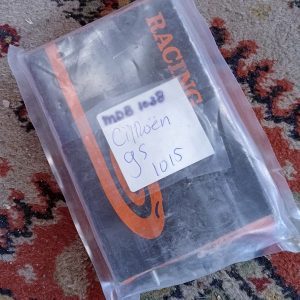 RACING
MDB 1028
Citroën
gs
1015